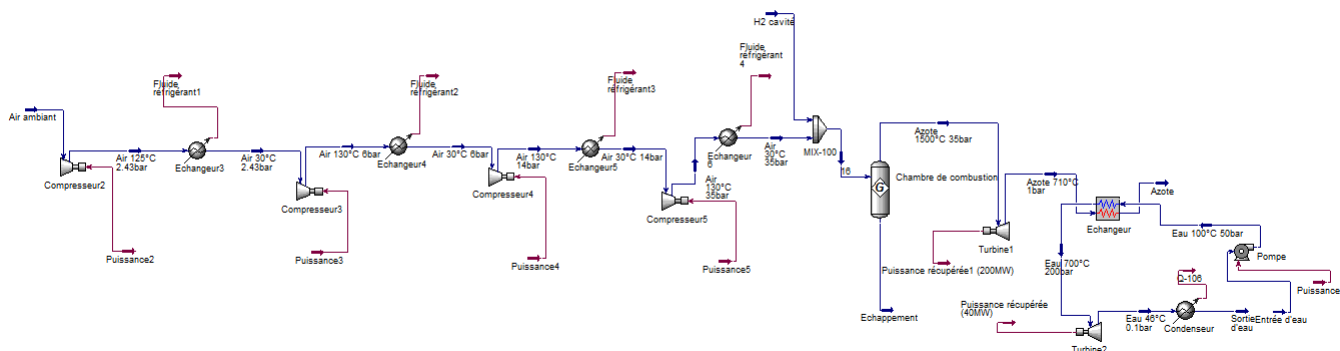 H2 cavité
Fluide
réfrigérant
4
Fluide
réfrigérant1
Fluide
réfrigérant2
Fluide
réfrigérant3
Air ambiant
Air 125°C
2.43bar
Echangeur3
Air 30°C
2.43bar
Air 130°C 6bar
Echangeur4
Air 30°C 6bar
Air 130°C
14bar
Echangeur5
Air 30°C 14bar
Echangeur
6
Air
30°C
35bar
MIX-100
16
Azote
1500°C 35bar
Chambre de combustion
G
Compresseur2
Compresseur3
Compresseur4
Compresseur5
Air
130°C
35bar
Azote 710°C
1bar
Azote
Echangeur
Eau 100°C 50bar
Pompe
Puissance2
Puissance3
Puissance4
Puissance5
Turbine1
Puissance récupérée1 (200MW)
Eau 700°C
200bar
Q-106
Puissance
Puissance récupérée
(40MW)
Echappement
Eau 46°C
0.1bar
Condenseur
Sortie
d'eau
Entrée d'eau
Turbine2